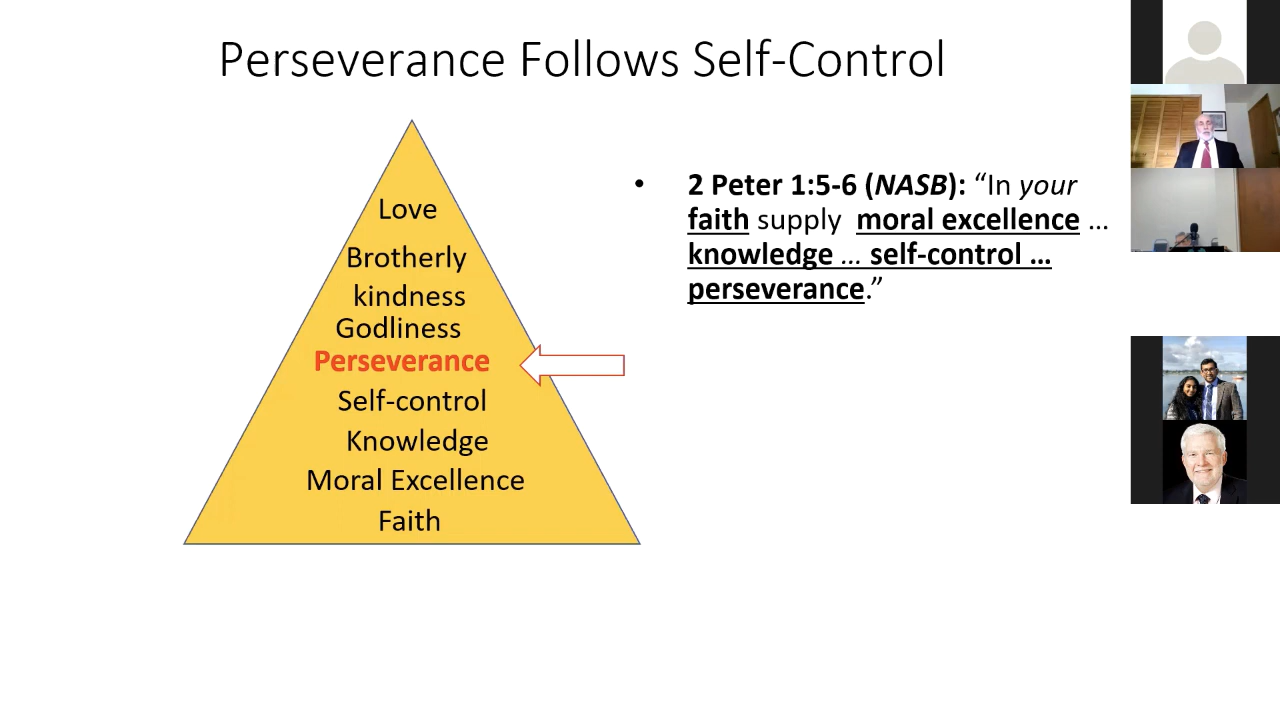 Perseverance Follows Self-Control
Love
Brotherly
kindness
Godliness
Perseverance
Self-control
Knowledge
Moral Excellence
Faith
• 2 Peter 1:5-6 (NASB): “In your
faith supply moral excellence …
knowledge … self-control …
perseverance.”